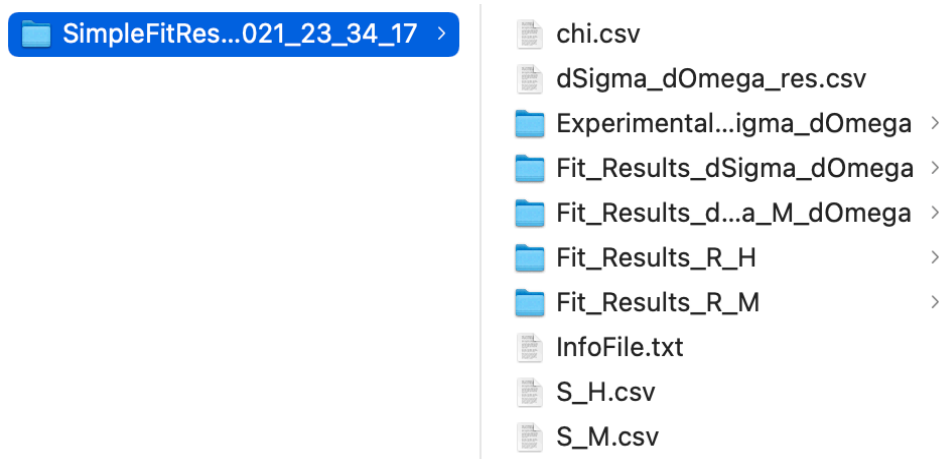 SimpleFitRes...021_23_34_17
chi.csv
dSigma_dOmega_res.csv
Experimental...igma_dOmega
Fit_Results_dSigma_dOmega
Fit_Results_d...a_M_dOmega
Fit_Results_R_H
Fit_Results_R_M
InfoFile.txt
S_H.csv
S_M.csv